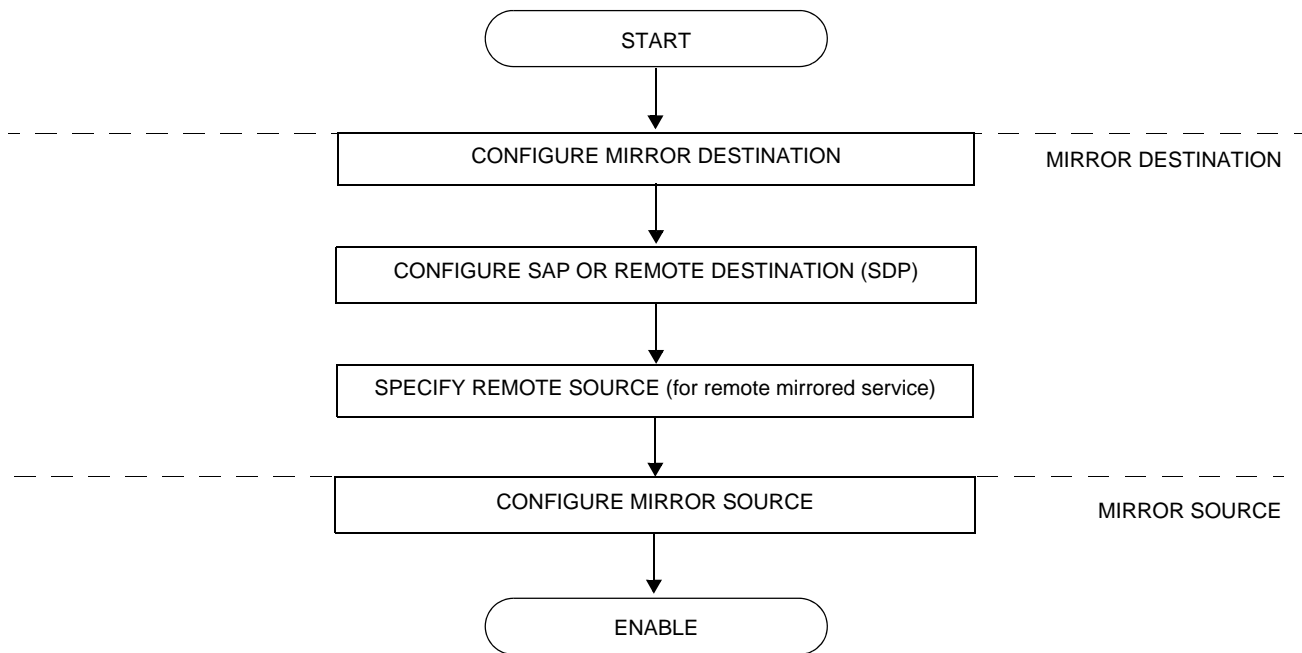 START
CONFIGURE MIRROR DESTINATION
MIRROR DESTINATION
CONFIGURE SAP OR REMOTE DESTINATION (SDP)
SPECIFY REMOTE SOURCE (for remote mirrored service)
CONFIGURE MIRROR SOURCE
MIRROR SOURCE
ENABLE